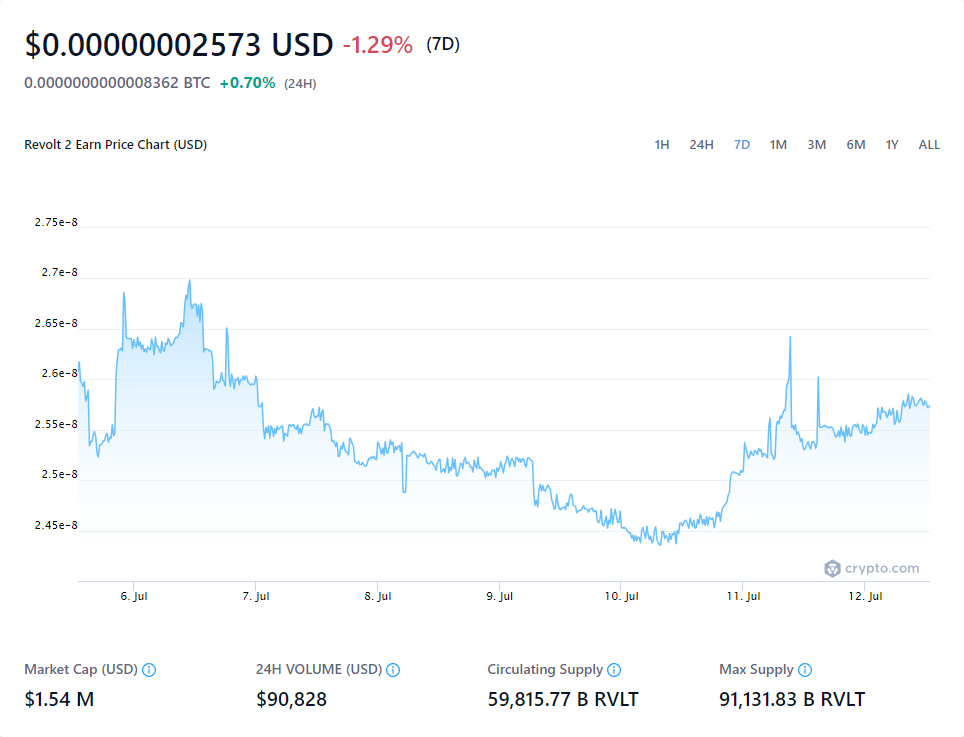 $0.00000002573 USD -1.29% (7D)
0.0000000000008362 BTC +0.70% (24H)
Revolt 2 Earn Price Chart (USD) 1H 24H 7D 1M 3M 6M 1Y ALL
2.75e-8
2.7e-8
2.65e-8
2.6e-8
2.55e-8
2.5e-8
2.45e-8
crypto.com
6. Jul 7. Jul 8. Jul 9. Jul 10. Jul 11. Jul 12. Jul
Market Cap (USD) 24H VOLUME (USD) Circulating Supply Max Supply
$1.54 M $90,828 59,815.77 B RVLT 91,131.83 B RVLT